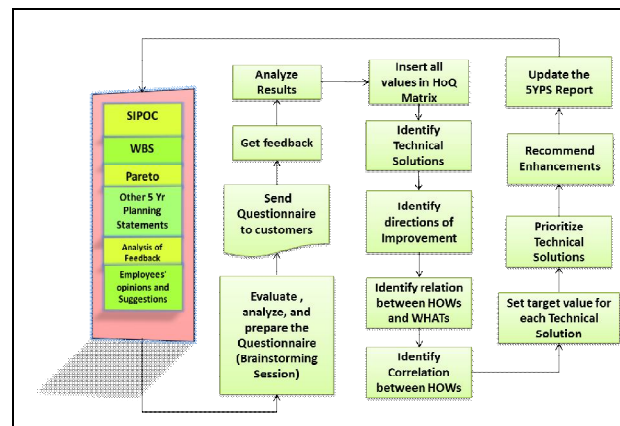 SIPOC
WBS
Pareto
Other 5 Yr
Planning
Statements
Analysis of
Feedback
Employees'
opinions and
Suggestions
Evaluate ,
analyze, and
prepare the
Questionnaire
(Brainstorming
Session)
Send
Questionnaire
to customers
Get feedback
Analyze
Results
Insert all
values in HoQ
Matrix
Identify
Technical
Solutions
Identify
directions of
Improvement
Identify relation
between HOWs
and WHATs
Identify
Correlation
between HOWs
Set target value for
each Technical
Solution
Prioritize
Technical
Solutions
Recommend
Enhancements
Update the
5YPS Report